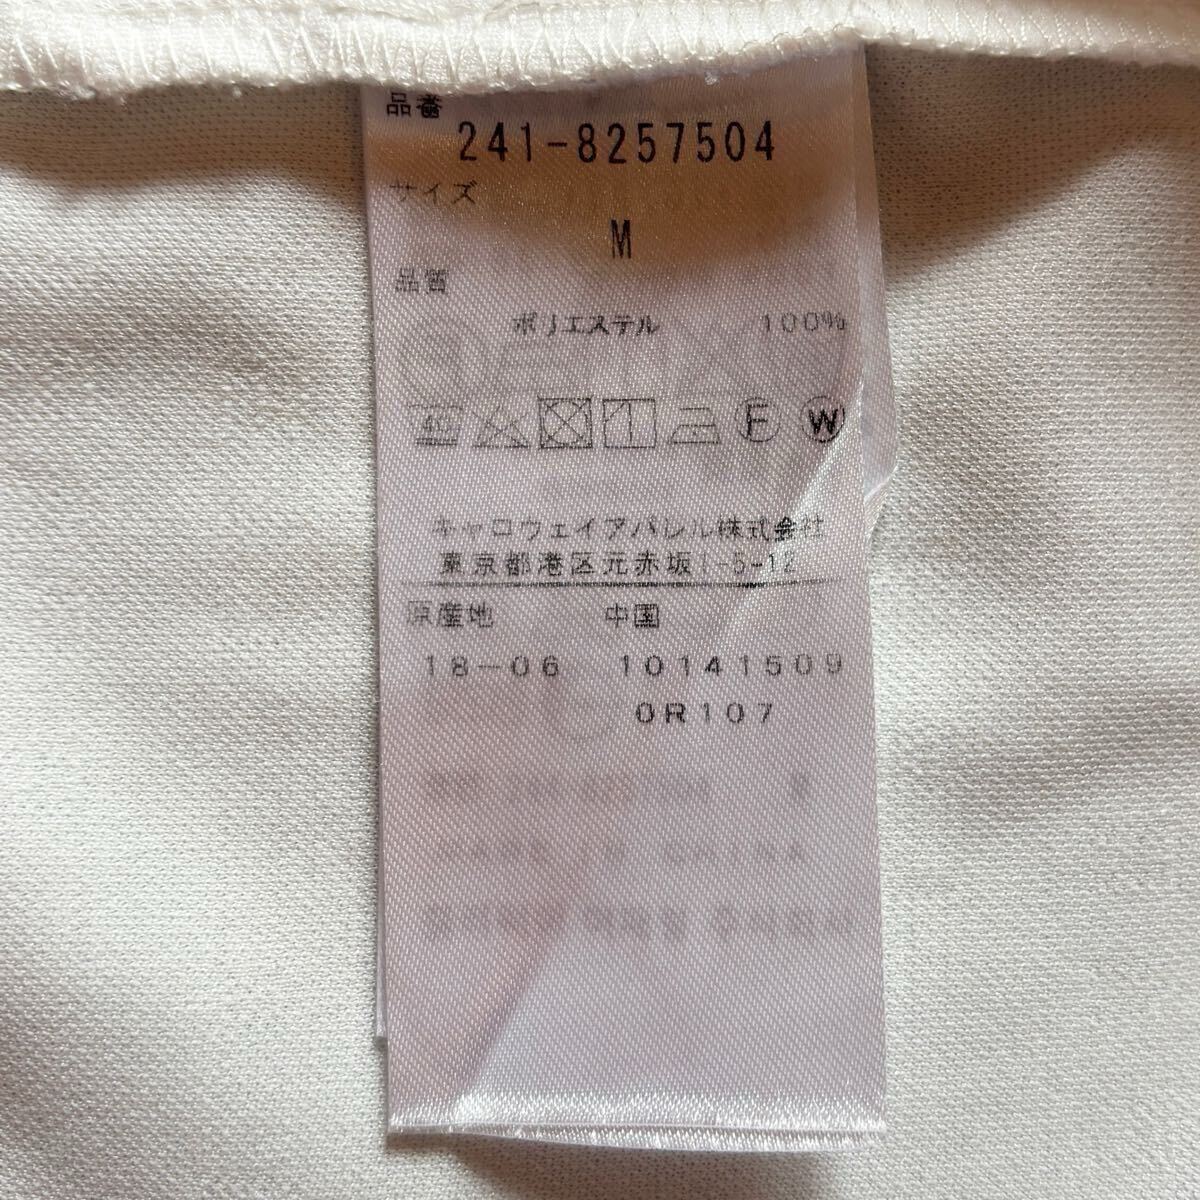 品番
241-8257504
サイズ
M
品質
ポリエステル 100%
40 F W
キャロウェイアパレル株式会社
東京都港区元赤坂1-5-12
原産地 中国
18-06 10141509
0R107